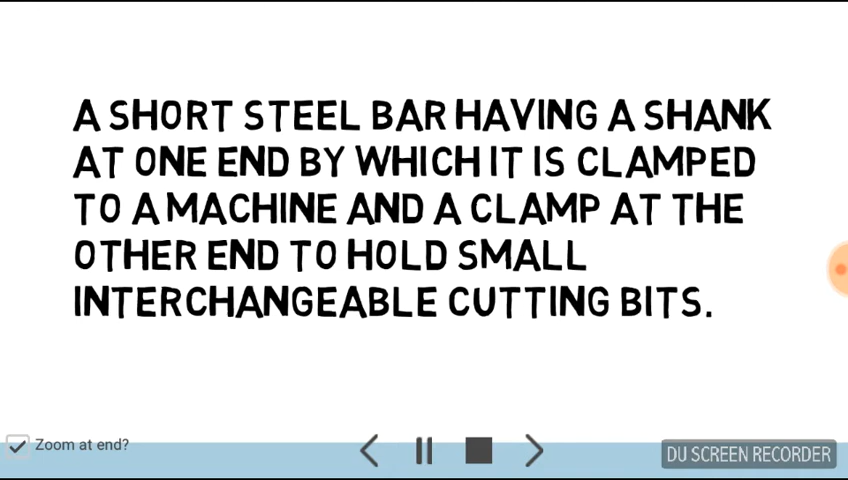 A SHORT STEEL BAR HAVING A SHANK
AT ONE END BY WHICH IT IS CLAMPED
TO A MACHINE AND A CLAMP AT THE
OTHER END TO HOLD SMALL
INTERCHANGEABLE CUTTING BITS.
Zoom at end?
DU SCREEN RECORDER